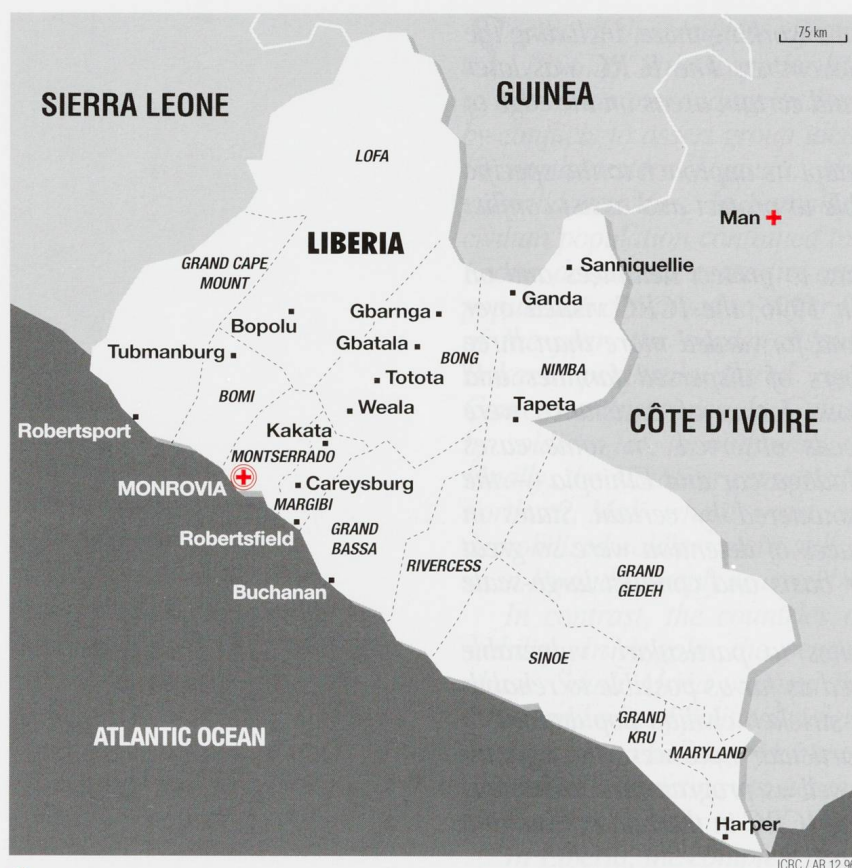 75 km
SIERRA LEONE
GUINEA
LOFA
Man
LIBERIA
GRAND CAPE
MOUNT
Sanniquellie
Ganda
Bopolu
Gbarnga
Tubmanburg
Gbatala
BONG
NIMBA
Totota
BOMI
Weala
Tapeta
Robertsport
CÔTE D'IVOIRE
Kakata
MONTSERRADO
MONROVIA
Careysburg
MARGIBI
Robertsfield
GRAND
BASSA
RIVERCESS
GRAND
GEDEH
Buchanan
SINOE
GRAND
KRU
ATLANTIC OCEAN
MARYLAND
Harper
ICRC / AR 12.96